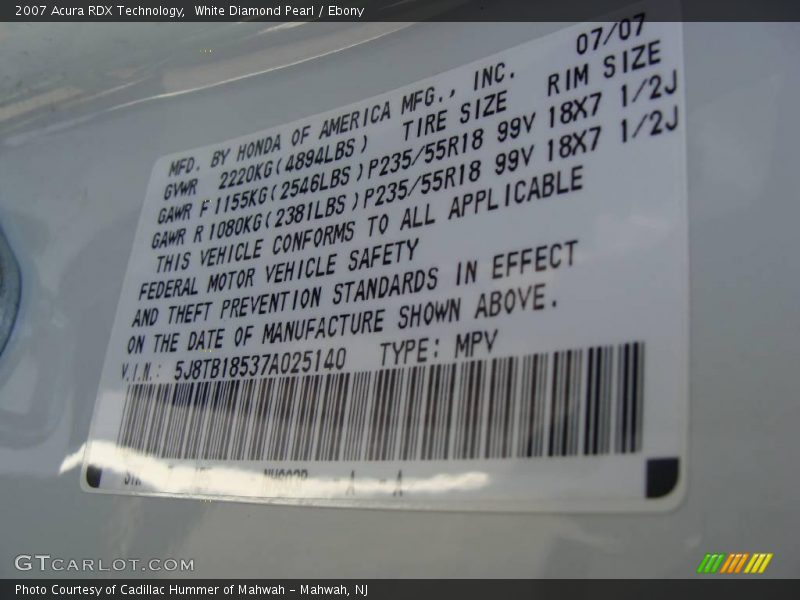 2007 Acura RDX Technology, White Diamond Pearl / Ebony
07/07
MFD. BY HONDA OF AMERICA MFG., INC.
GVWR 2220KG(4894LBS) TIRE SIZE RIM SIZE
GAWR F 1155KG(2546LBS)P235/55R18 99V 18X7 1/2J
GAWR R 1080KG(2381LBS)P235/55R18 99V 18X7 1/2J
THIS VEHICLE CONFORMS TO ALL APPLICABLE
FEDERAL MOTOR VEHICLE SAFETY
AND THEFT PREVENTION STANDARDS IN EFFECT
ON THE DATE OF MANUFACTURE SHOWN ABOVE.
V.I.N.: 5J8TB18537A025140 TYPE: MPV
A - A
GTCARLOT.COM
Photo Courtesy of Cadillac Hummer of Mahwah - Mahwah, NJ